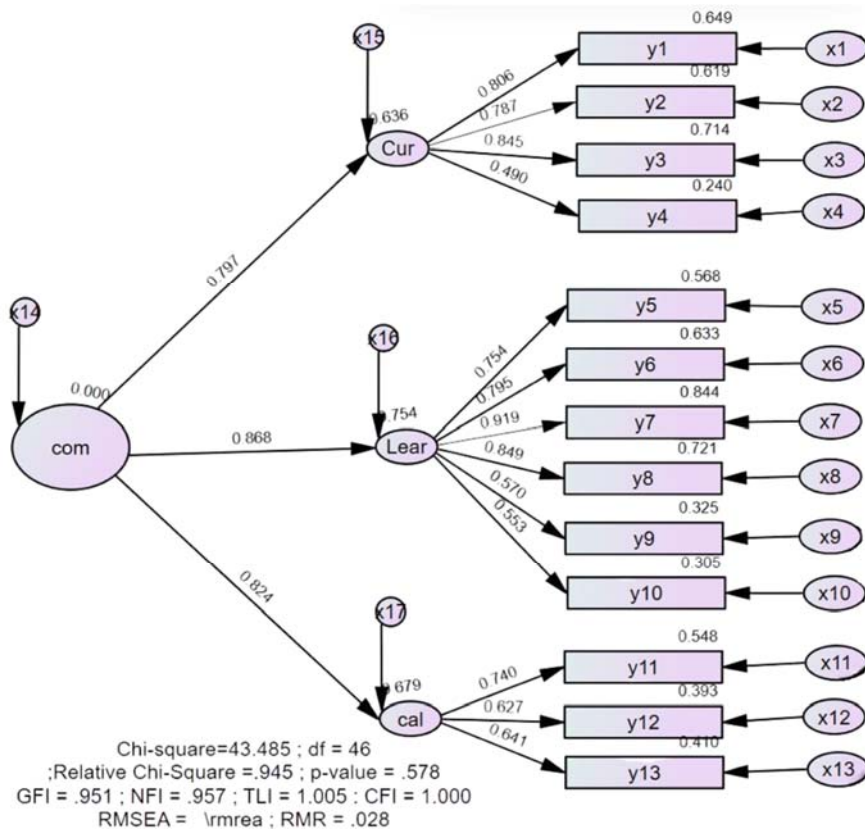 x15
0.649
y1
x1
0.806
0.619
0.636
0.787
y2
x2
Cur
0.714
0.845
y3
x3
0.490
0.240
y4
x4
0.797
0.568
x14
y5
x5
x16
0.754
0.633
0.795
y6
x6
0.844
0.000
.754
0.919
y7
x7
com
0.868
Lear
0.721
0.849
y8
x8
0.570
0.325
0.553
y9
x9
0.305
y10
x10
0.824
x17
0.548
0.740
y11
x11
.679
0.393
cal
0.627
y12
x12
0.641
0.410
y13
x13
Chi-square=43.485 ; df = 46
;Relative Chi-Square =.945 ; p-value = .578
GFI = .951 ; NFI = .957 ; TLI = 1.005 : CFI = 1.000
RMSEA = \rmrea ; RMR = .028